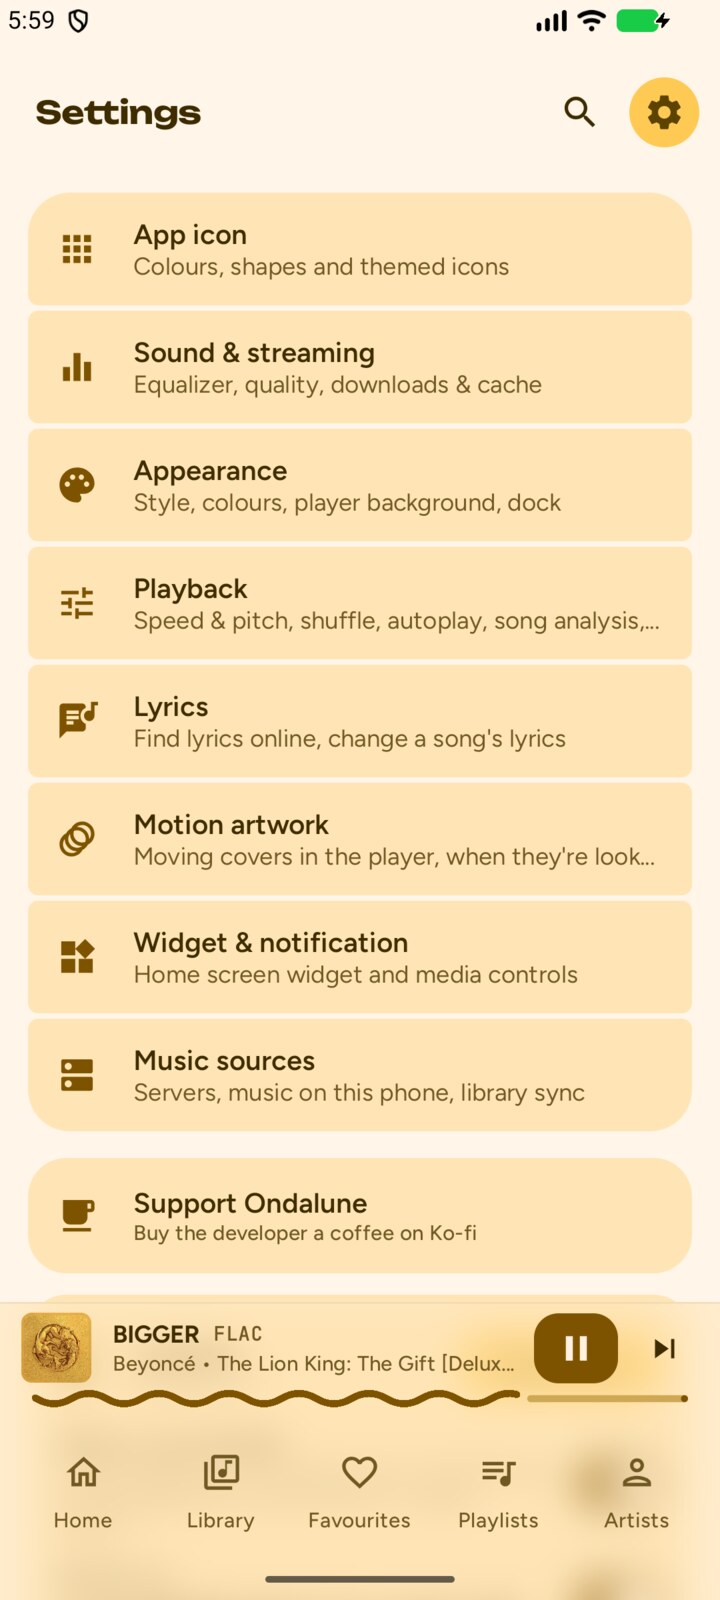 5:59
Settings
App icon
Colours, shapes and themed icons
Sound & streaming
Equalizer, quality, downloads & cache
Appearance
Style, colours, player background, dock
Playback
Speed & pitch, shuffle, autoplay, song analysis,...
Lyrics
Find lyrics online, change a song's lyrics
Motion artwork
Moving covers in the player, when they're look...
Widget & notification
Home screen widget and media controls
Music sources
Servers, music on this phone, library sync
Support Ondalune
Buy the developer a coffee on Ko-fi
BIGGER FLAC
Beyoncé • The Lion King: The Gift [Delux...
Home Library Favourites Playlists Artists